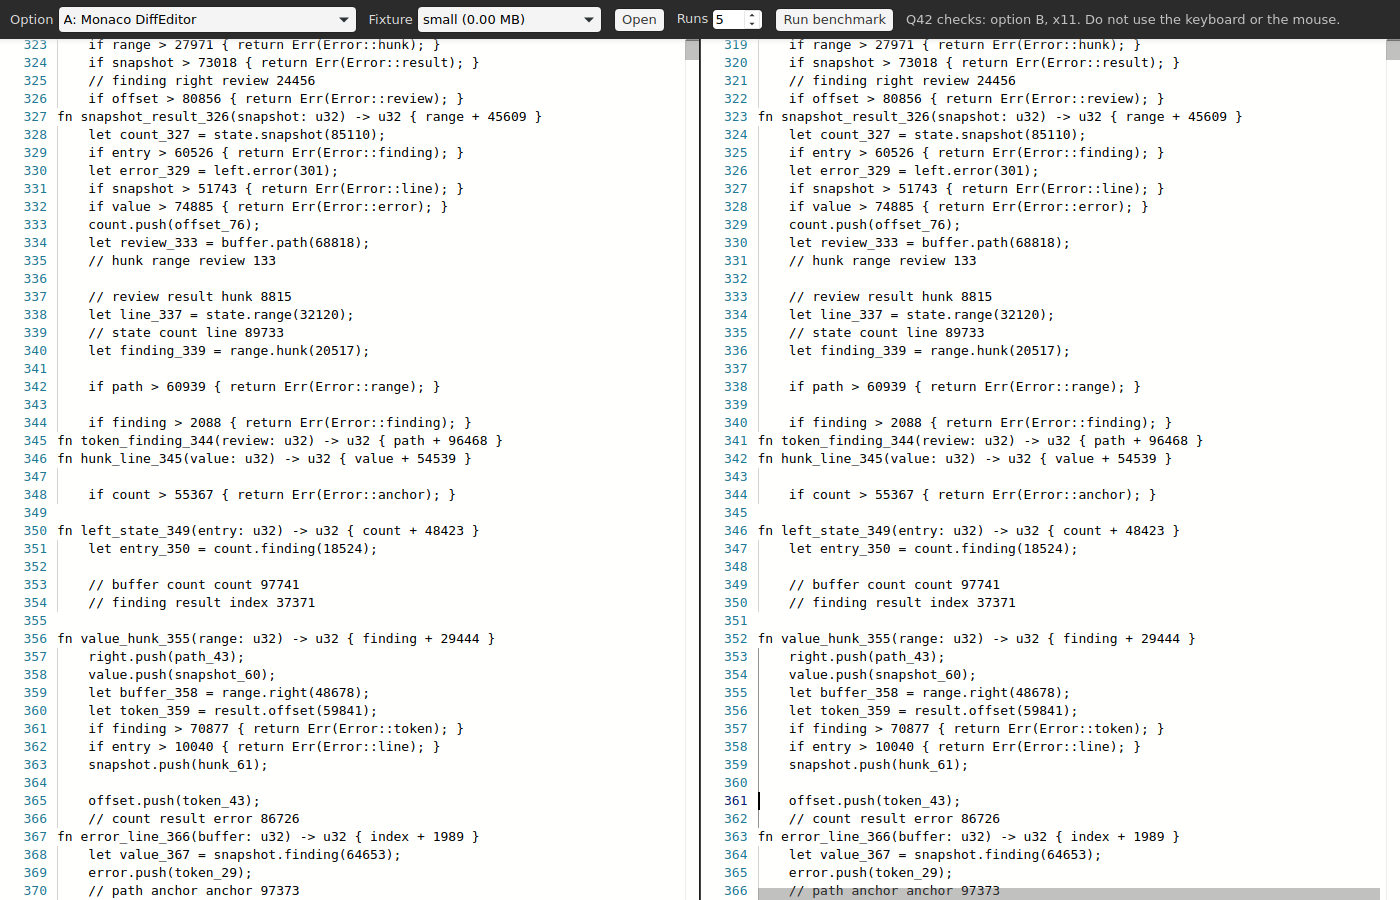 Option A: Monaco DiffEditor Fixture small (0.00 MB) Open Runs 5 Run benchmark Q42 checks: option B, x11. Do not use the keyboard or the mouse.
323     if range > 27971 { return Err(Error::hunk); }
324     if snapshot > 73018 { return Err(Error::result); }
325     // finding right review 24456
326     if offset > 80856 { return Err(Error::review); }
327 fn snapshot_result_326(snapshot: u32) -> u32 { range + 45609 }
328     let count_327 = state.snapshot(85110);
329     if entry > 60526 { return Err(Error::finding); }
330     let error_329 = left.error(301);
331     if snapshot > 51743 { return Err(Error::line); }
332     if value > 74885 { return Err(Error::error); }
333     count.push(offset_76);
334     let review_333 = buffer.path(68818);
335     // hunk range review 133
336
337     // review result hunk 8815
338     let line_337 = state.range(32120);
339     // state count line 89733
340     let finding_339 = range.hunk(20517);
341
342     if path > 60939 { return Err(Error::range); }
343
344     if finding > 2088 { return Err(Error::finding); }
345 fn token_finding_344(review: u32) -> u32 { path + 96468 }
346 fn hunk_line_345(value: u32) -> u32 { value + 54539 }
347
348     if count > 55367 { return Err(Error::anchor); }
349
350 fn left_state_349(entry: u32) -> u32 { count + 48423 }
351     let entry_350 = count.finding(18524);
352
353     // buffer count count 97741
354     // finding result index 37371
355
356 fn value_hunk_355(range: u32) -> u32 { finding + 29444 }
357     right.push(path_43);
358     value.push(snapshot_60);
359     let buffer_358 = range.right(48678);
360     let token_359 = result.offset(59841);
361     if finding > 70877 { return Err(Error::token); }
362     if entry > 10040 { return Err(Error::line); }
363     snapshot.push(hunk_61);
364
365     offset.push(token_43);
366     // count result error 86726
367 fn error_line_366(buffer: u32) -> u32 { index + 1989 }
368     let value_367 = snapshot.finding(64653);
369     error.push(token_29);
370     // path anchor anchor 97373
319     if range > 27971 { return Err(Error::hunk); }
320     if snapshot > 73018 { return Err(Error::result); }
321     // finding right review 24456
322     if offset > 80856 { return Err(Error::review); }
323 fn snapshot_result_326(snapshot: u32) -> u32 { range + 45609 }
324     let count_327 = state.snapshot(85110);
325     if entry > 60526 { return Err(Error::finding); }
326     let error_329 = left.error(301);
327     if snapshot > 51743 { return Err(Error::line); }
328     if value > 74885 { return Err(Error::error); }
329     count.push(offset_76);
330     let review_333 = buffer.path(68818);
331     // hunk range review 133
332
333     // review result hunk 8815
334     let line_337 = state.range(32120);
335     // state count line 89733
336     let finding_339 = range.hunk(20517);
337
338     if path > 60939 { return Err(Error::range); }
339
340     if finding > 2088 { return Err(Error::finding); }
341 fn token_finding_344(review: u32) -> u32 { path + 96468 }
342 fn hunk_line_345(value: u32) -> u32 { value + 54539 }
343
344     if count > 55367 { return Err(Error::anchor); }
345
346 fn left_state_349(entry: u32) -> u32 { count + 48423 }
347     let entry_350 = count.finding(18524);
348
349     // buffer count count 97741
350     // finding result index 37371
351
352 fn value_hunk_355(range: u32) -> u32 { finding + 29444 }
353     right.push(path_43);
354     value.push(snapshot_60);
355     let buffer_358 = range.right(48678);
356     let token_359 = result.offset(59841);
357     if finding > 70877 { return Err(Error::token); }
358     if entry > 10040 { return Err(Error::line); }
359     snapshot.push(hunk_61);
360
361     offset.push(token_43);
362     // count result error 86726
363 fn error_line_366(buffer: u32) -> u32 { index + 1989 }
364     let value_367 = snapshot.finding(64653);
365     error.push(token_29);
366     // path anchor anchor 97373